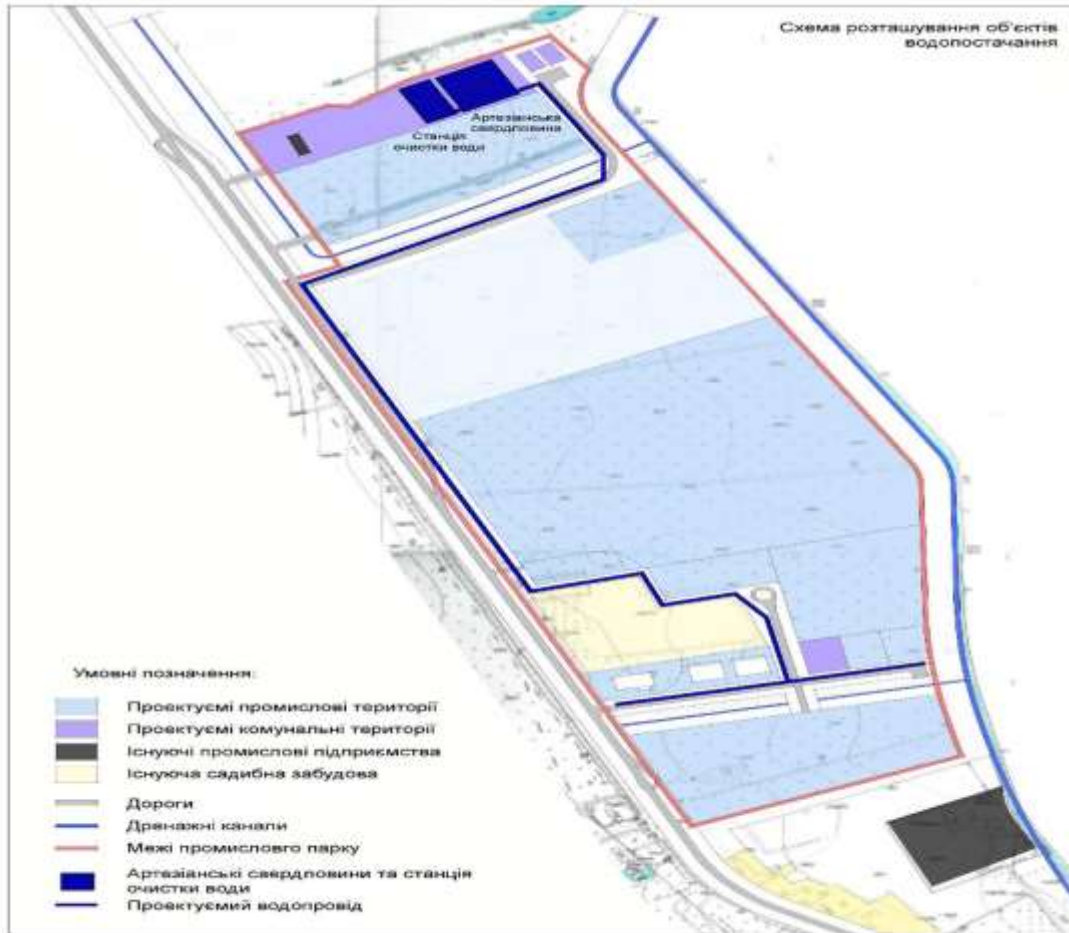 Схема розташування об'єктів
водопостачання
Артезіанська
свердловина
Станція
очистки води
Умовні позначення:
Проектуємі промислові території
Проектуємі комунальні території
Існуючі промислові підприємства
Існуюча садибна забудова
Дороги
Дренажні канали
Межі промислвго парку
Артезіанські свердловини та станція
очистки води
Проектуємий водопровід